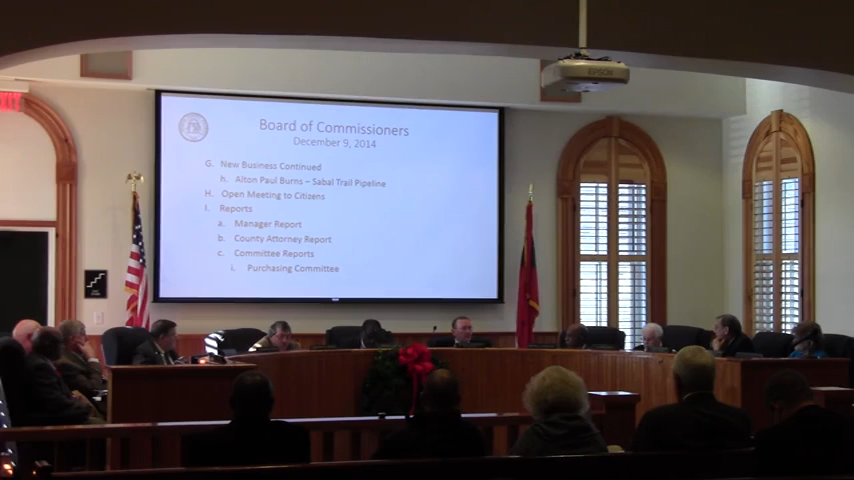 EPSON
Board of Commissioners
December 9, 2014
G. New Business Continued
h. Alton Paul Burns – Sabal Trail Pipeline
H. Open Meeting to Citizens
I. Reports
a. Manager Report
b. County Attorney Report
c. Committee Reports
i. Purchasing Committee